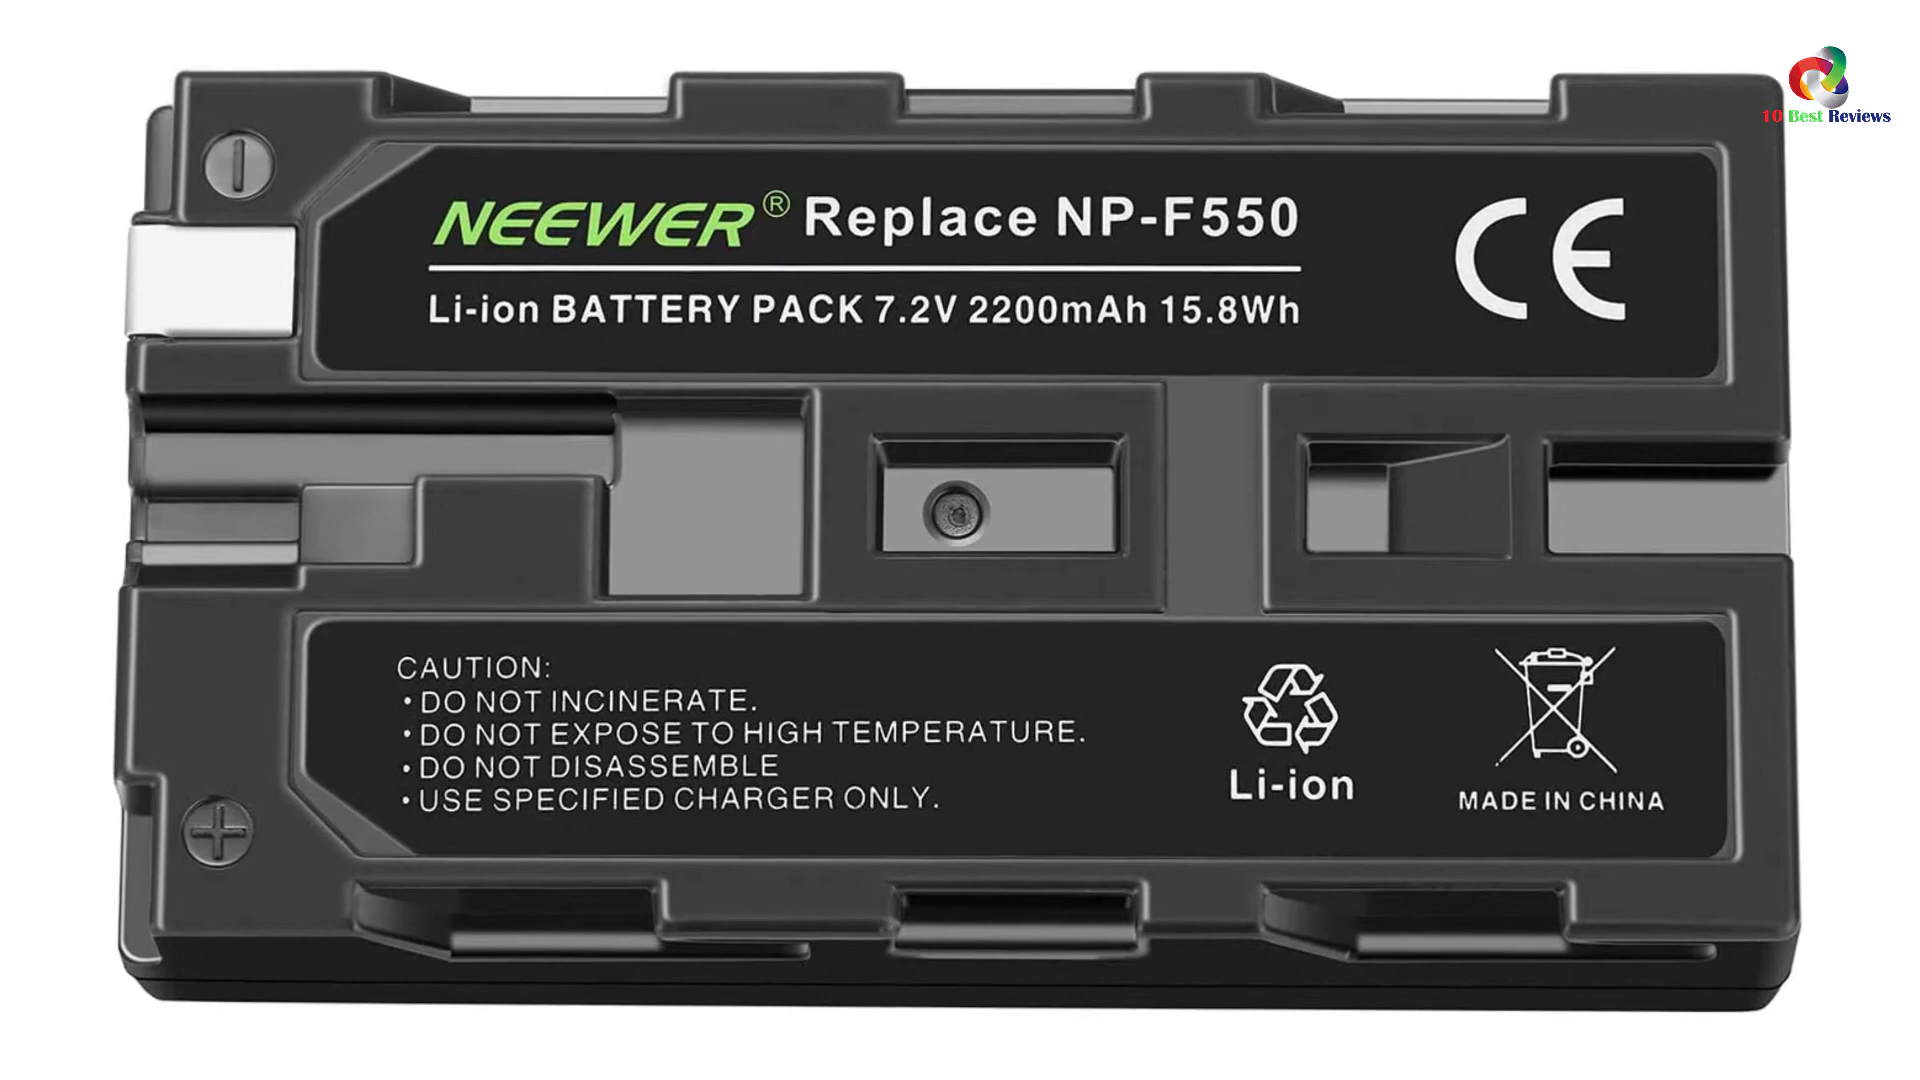 10 Best Reviews
NEEWER® Replace NP-F550
Li-ion BATTERY PACK 7.2V 2200mAh 15.8Wh
CE
CAUTION:
• DO NOT INCINERATE.
• DO NOT EXPOSE TO HIGH TEMPERATURE.
• DO NOT DISASSEMBLE
• USE SPECIFIED CHARGER ONLY.
Li-ion
MADE IN CHINA